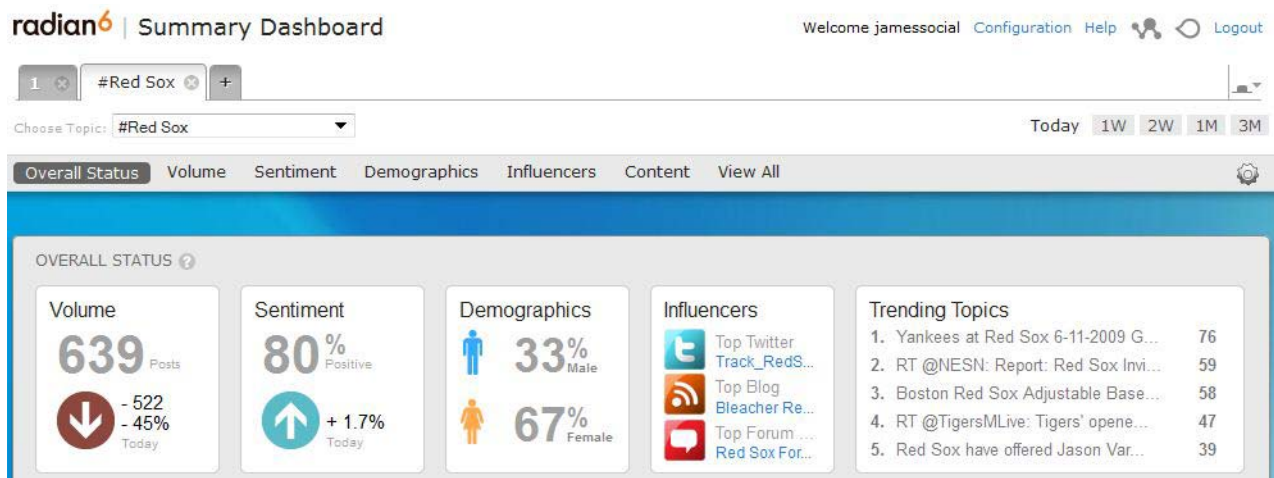 radian6 | Summary Dashboard
Welcome jamessocial Configuration Help Logout
1 #Red Sox +
Choose Topic: #Red Sox
Today 1W 2W 1M 3M
Overall Status Volume Sentiment Demographics Influencers Content View All
OVERALL STATUS ?
Volume
639 Posts
- 522
- 45%
Today
Sentiment
80% Positive
+ 1.7%
Today
Demographics
33% Male
67% Female
Influencers
Top Twitter
Track_RedS...
Top Blog
Bleacher Re...
Top Forum ...
Red Sox For...
Trending Topics
1. Yankees at Red Sox 6-11-2009 G... 76
2. RT @NESN: Report: Red Sox Invi... 59
3. Boston Red Sox Adjustable Base... 58
4. RT @TigersMLive: Tigers' opene... 47
5. Red Sox have offered Jason Var... 39